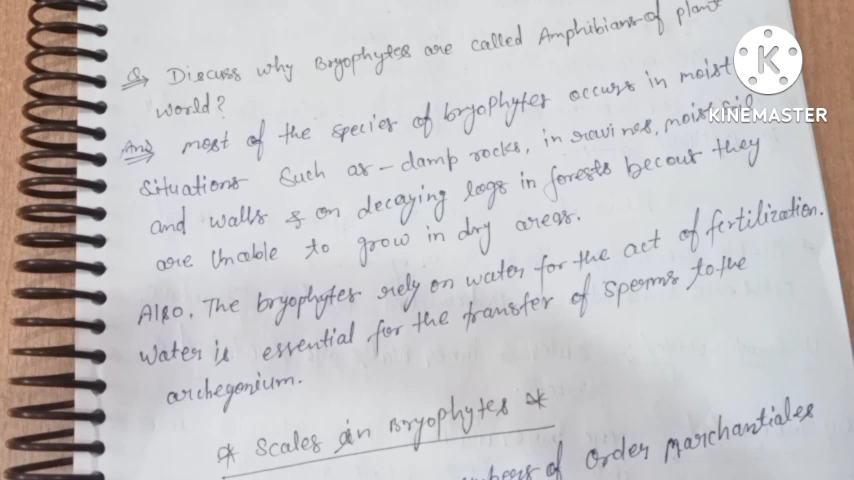 Q⇒ Discuss why Bryophytes are called Amphibians of plant
world?
Ans⇒ most of the species of bryophytes occurs in moist
situations such as - damp rocks, in ravines, moist soil
and walls & on decaying logs in forests becous they
are unable to grow in dry areas.
Also, The bryophytes rely on water for the act of fertilization.
Water is essential for the transfer of sperms to the
archegonium.
* Scales in Bryophytes *
members of order Marchantiales
K
KINEMASTER